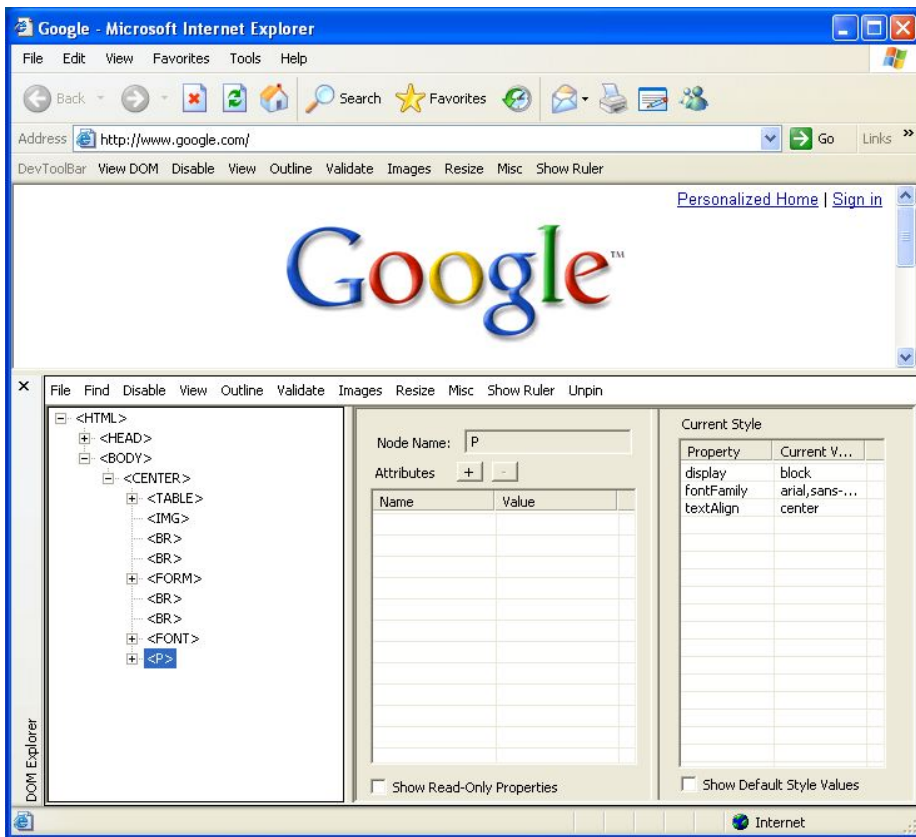 Google - Microsoft Internet Explorer
File Edit View Favorites Tools Help
Back Search Favorites
Address http://www.google.com/ Go Links »
DevToolBar View DOM Disable View Outline Validate Images Resize Misc Show Ruler
Personalized Home | Sign in
Google™
File Find Disable View Outline Validate Images Resize Misc Show Ruler Unpin
DOM Explorer
<HTML>
<HEAD>
<BODY>
<CENTER>
<TABLE>
<IMG>
<BR>
<BR>
<FORM>
<BR>
<BR>
<FONT>
<P>
Node Name: P
Attributes + -
Name Value
Show Read-Only Properties
Current Style
Property Current V...
display block
fontFamily arial,sans-...
textAlign center
Show Default Style Values
Internet